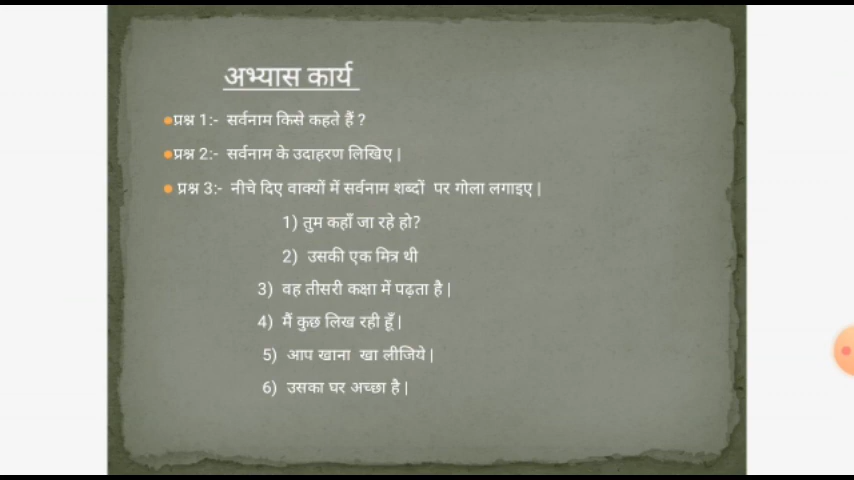 अभ्यास कार्य
●प्रश्न 1:- सर्वनाम किसे कहते हैं ?
●प्रश्न 2:- सर्वनाम के उदाहरण लिखिए |
● प्रश्न 3:- नीचे दिए वाक्यों में सर्वनाम शब्दों पर गोला लगाइए |
1) तुम कहाँ जा रहे हो?
2) उसकी एक मित्र थी
3) वह तीसरी कक्षा में पढ़ता है |
4) मैं कुछ लिख रही हूँ |
5) आप खाना खा लीजिये |
6) उसका घर अच्छा है |